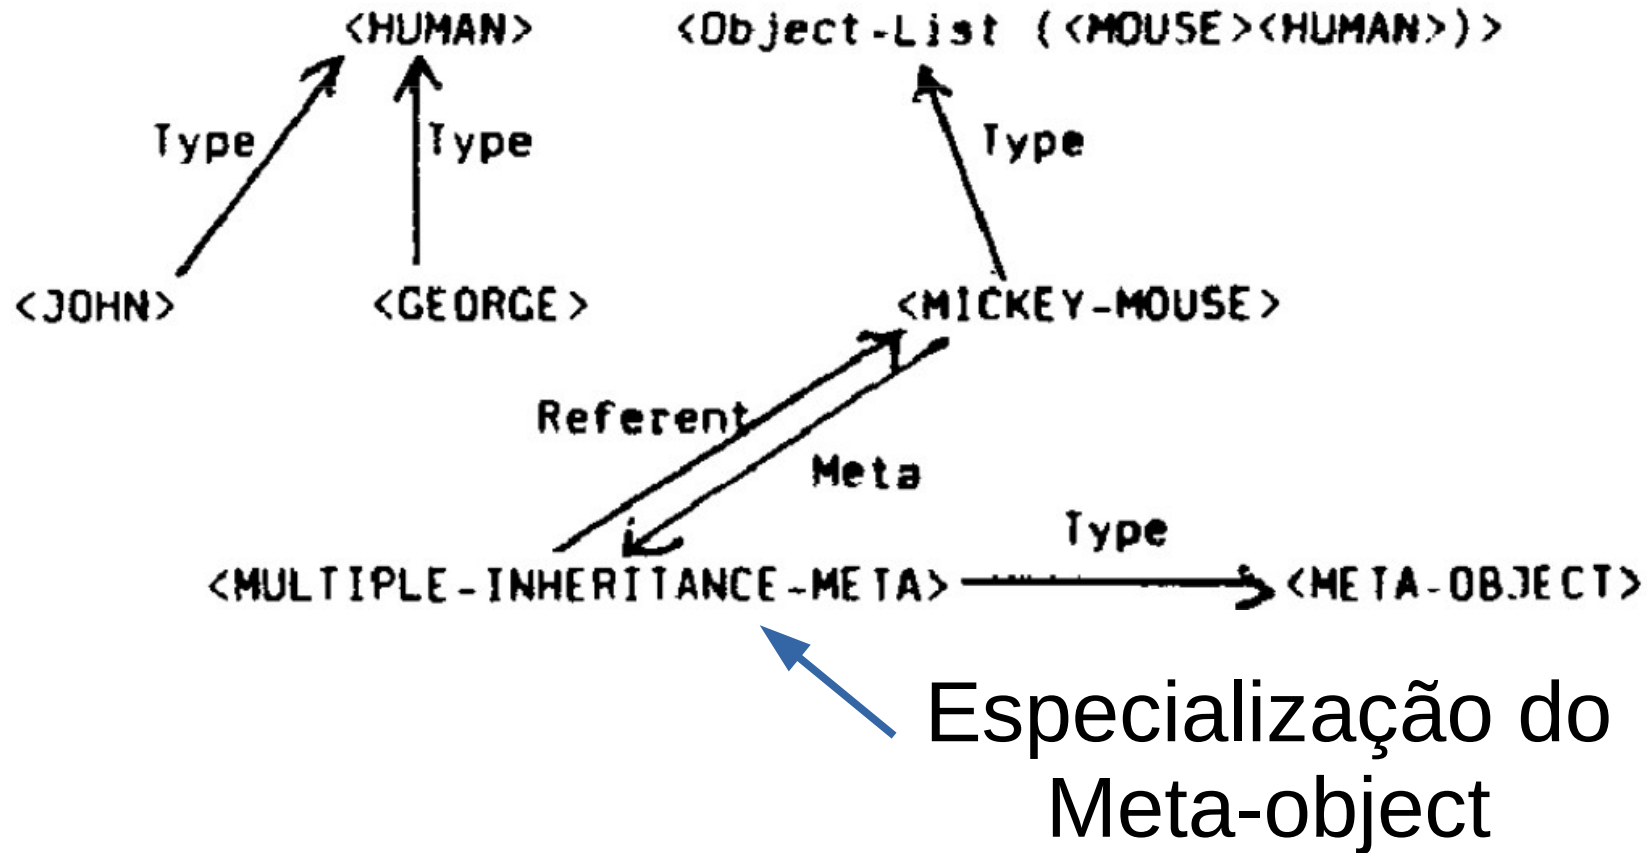 <HUMAN> <Object-List (<MOUSE><HUMAN>)>
Type Type Type
<JOHN> <GEORGE> <MICKEY-MOUSE>
Referent
Meta
Type
<MULTIPLE-INHERITANCE-META> <META-OBJECT>
Especialização do
Meta-object